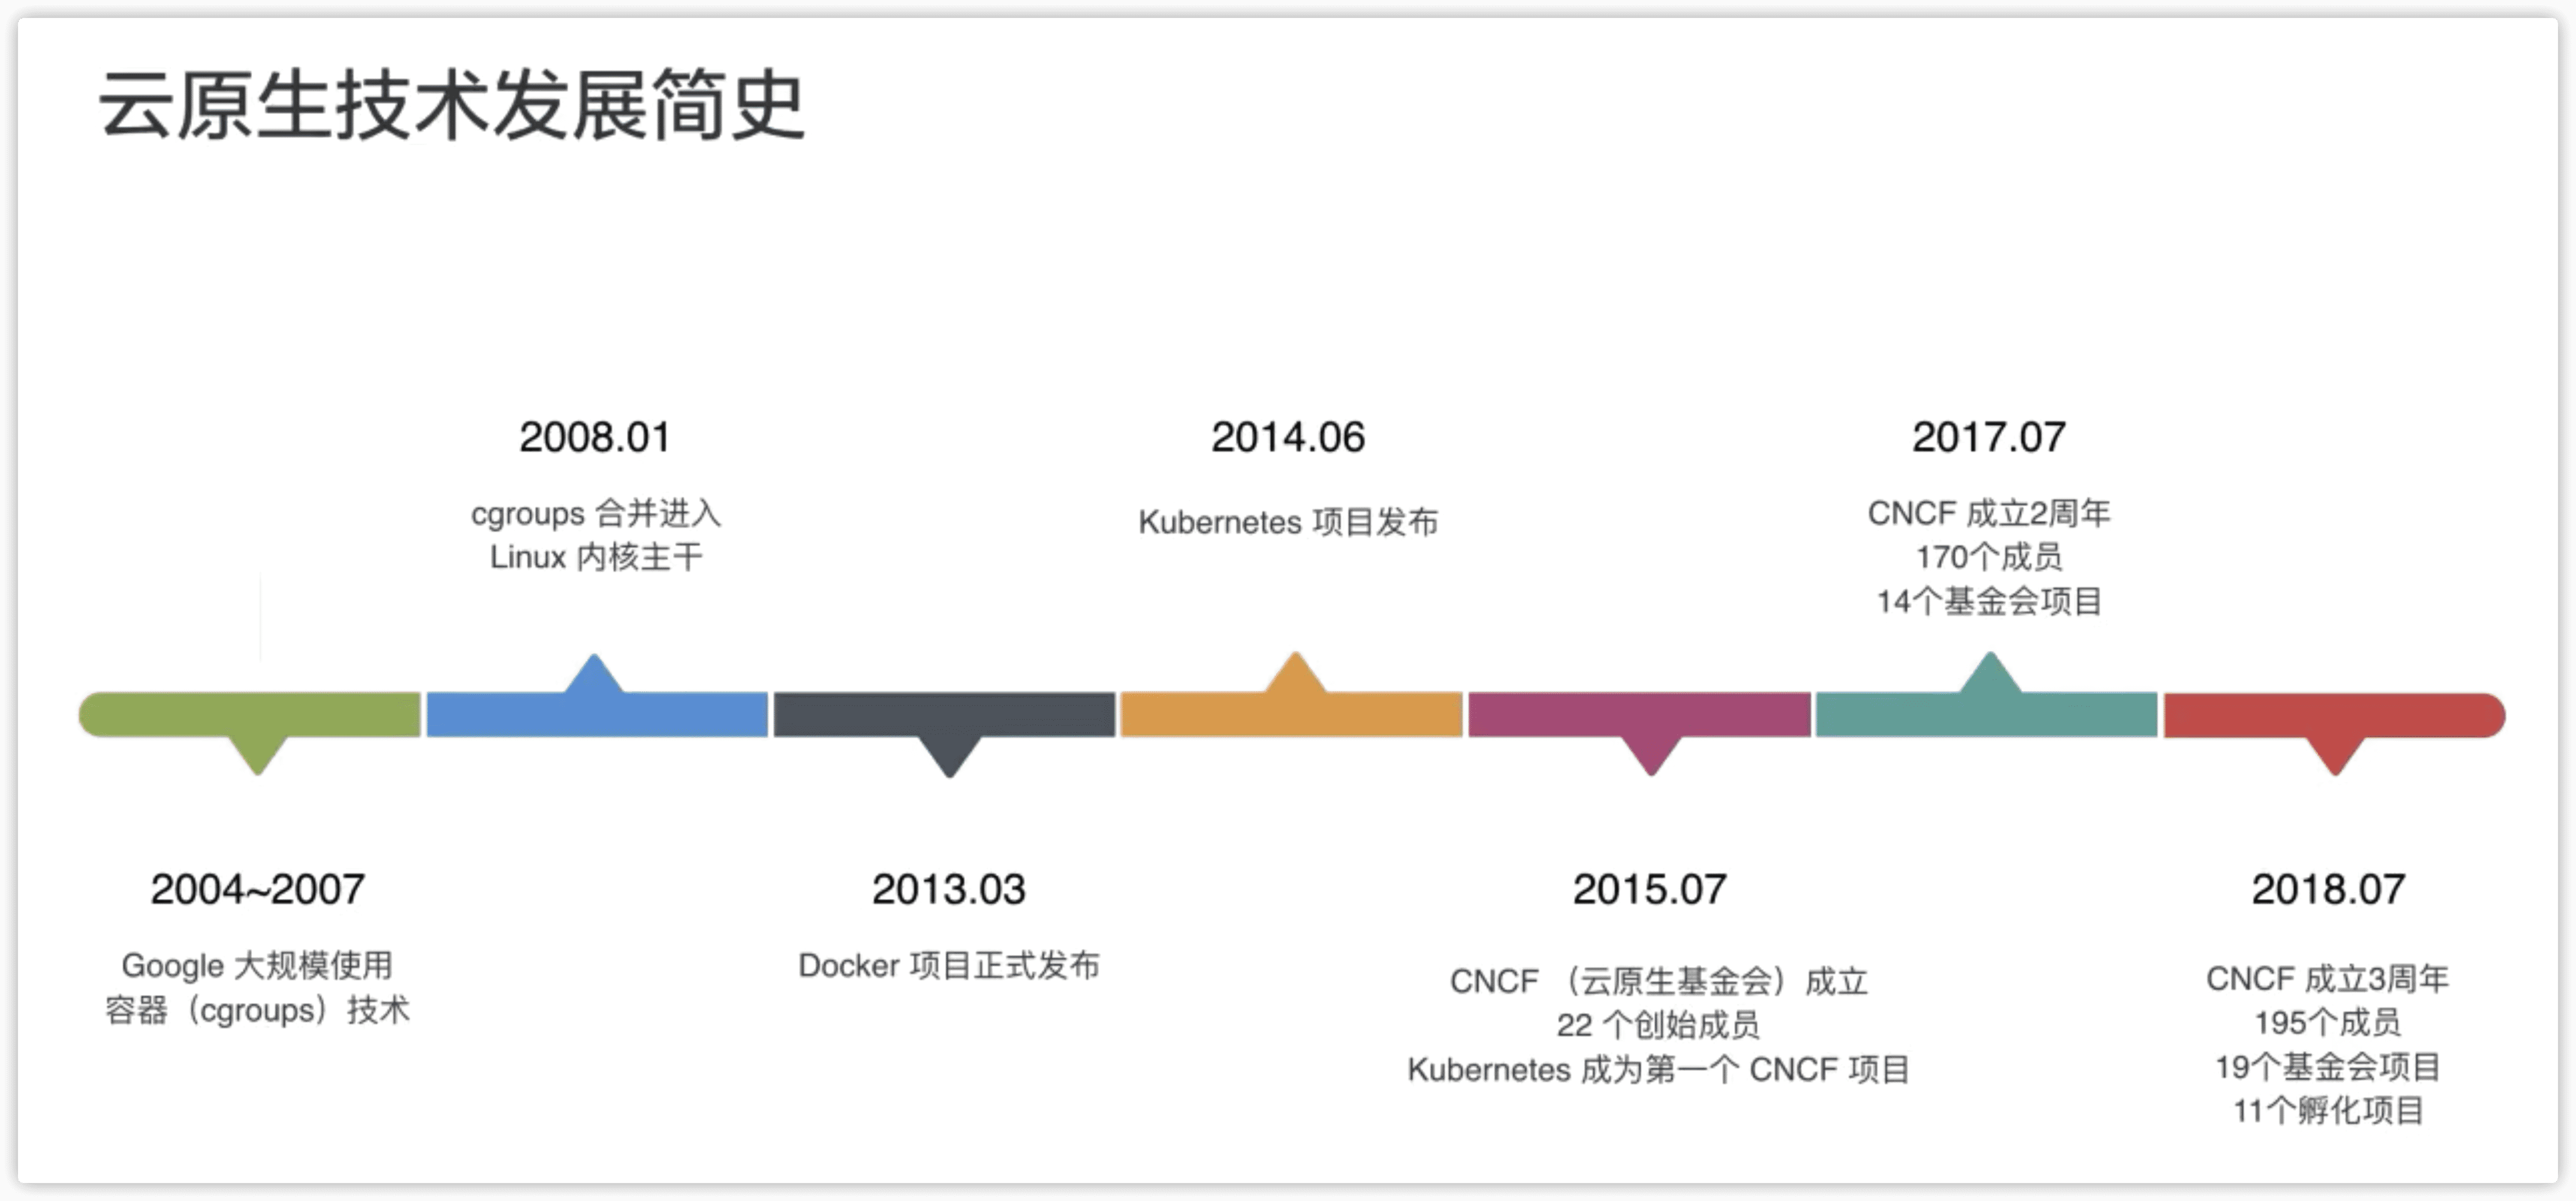 云原生技术发展简史
2004~2007
Google 大规模使用
容器（cgroups）技术
2008.01
cgroups 合并进入
Linux 内核主干
2013.03
Docker 项目正式发布
2014.06
Kubernetes 项目发布
2015.07
CNCF （云原生基金会）成立
22 个创始成员
Kubernetes 成为第一个 CNCF 项目
2017.07
CNCF 成立2周年
170个成员
14个基金会项目
2018.07
CNCF 成立3周年
195个成员
19个基金会项目
11个孵化项目